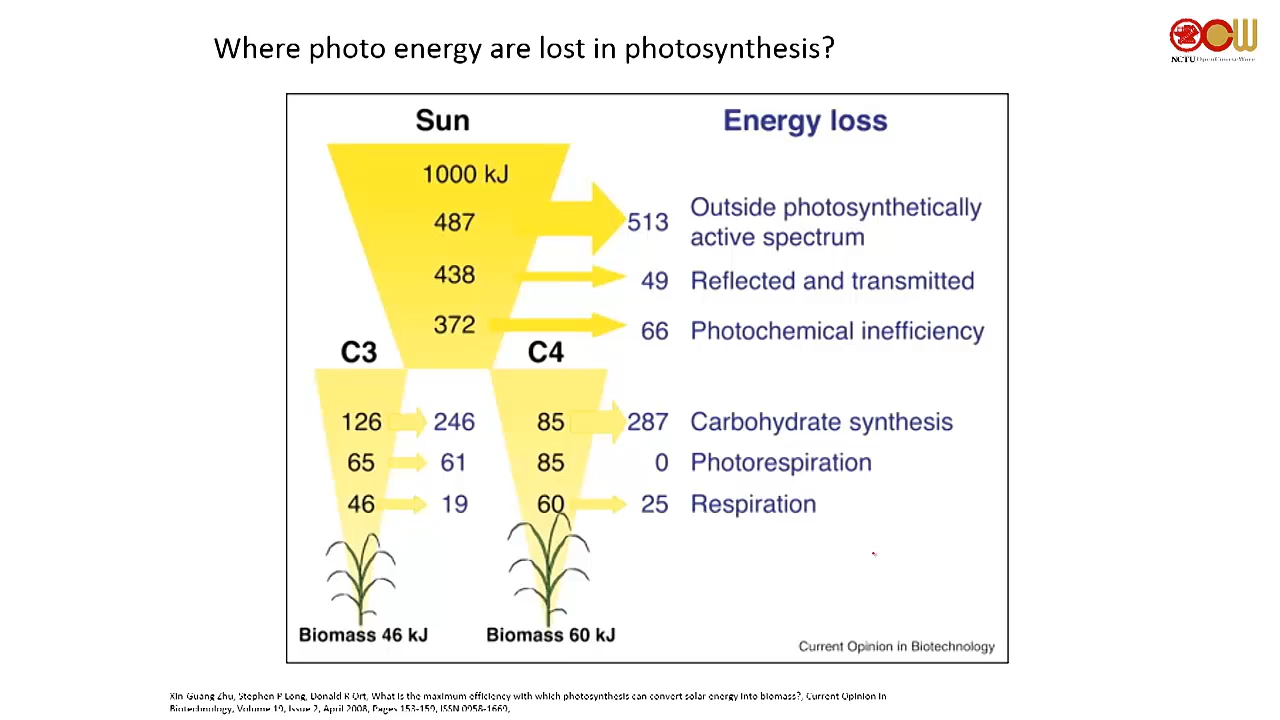 Where photo energy are lost in photosynthesis?
OCW
NCTU OpenCourseWare
Sun
Energy loss
1000 kJ
487
513
Outside photosynthetically
active spectrum
438
49
Reflected and transmitted
372
66
Photochemical inefficiency
C3
C4
126
246
85
287
Carbohydrate synthesis
65
61
85
0
Photorespiration
46
19
60
25
Respiration
Biomass 46 kJ
Biomass 60 kJ
Current Opinion in Biotechnology
Xin-Guang Zhu, Stephen P Long, Donald R Ort, What is the maximum efficiency with which photosynthesis can convert solar energy into biomass?, Current Opinion in
Biotechnology, Volume 19, Issue 2, April 2008, Pages 153-159, ISSN 0958-1669,